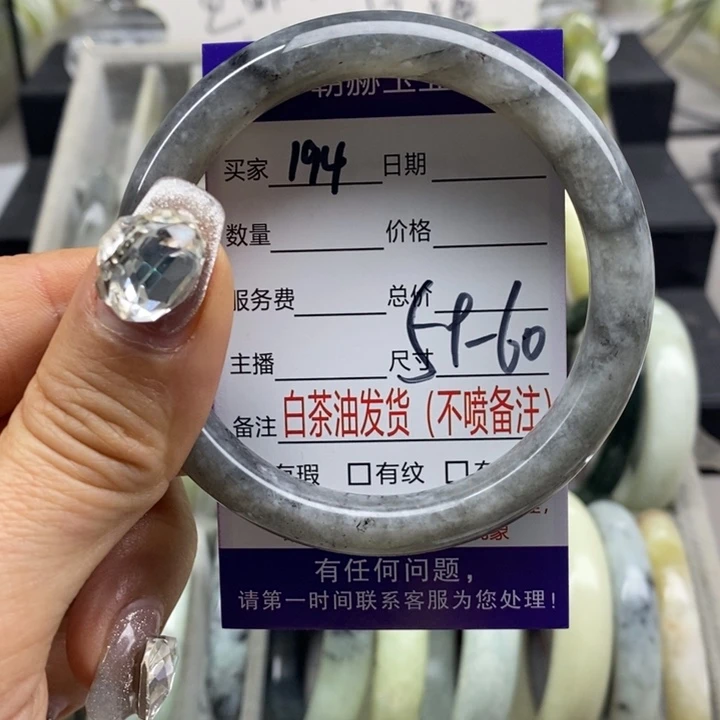 买家 194 日期
数量 价格
服务费 总价
主播 尺寸 59-60
备注 白茶油发货（不喷备注）
有瑕 □有纹 □
有任何问题，
请第一时间联系客服为您处理！